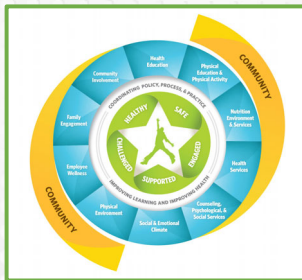 Health
Education
Physical
Education &
Physical Activity
Nutrition
Environment
& Services
Health
Services
Counseling,
Psychological, &
Social Services
Social & Emotional
Climate
Physical
Environment
Employee
Wellness
Family
Engagement
Community
Involvement
COMMUNITY
COMMUNITY
COORDINATING POLICY, PROCESS, & PRACTICE
IMPROVING LEARNING AND IMPROVING HEALTH
HEALTHY
SAFE
ENGAGED
SUPPORTED
CHALLENGED